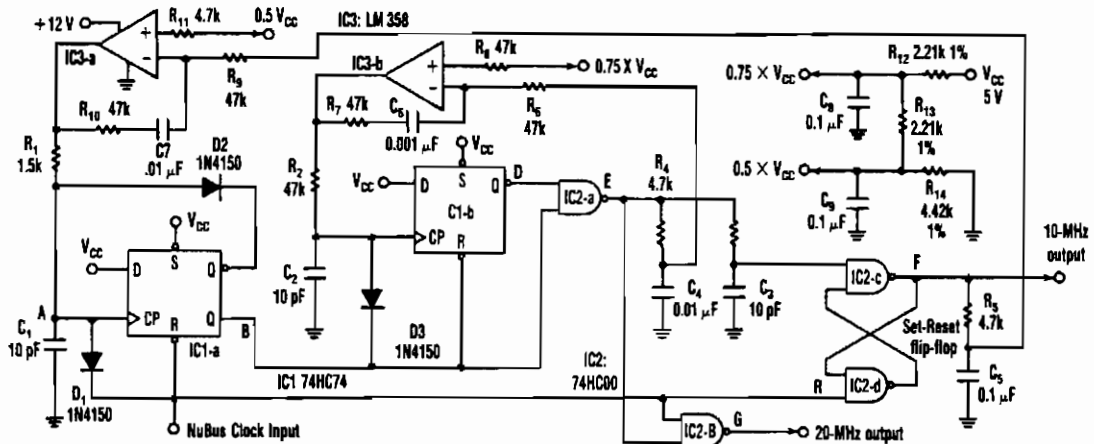 +12 V
R11 4.7k
0.5 VCC
IC3: LM 358
IC3-a
+
−
R9
47k
R10 47k
C7
.01 µF
R1
1.5k
D2
1N4150
IC3-b
+
−
R8 47k
0.75 X VCC
R7 47k
C6
0.001 µF
R6
47k
R2
47k
VCC
VCC
D
S
Q
D
C1-b
CP
R
IC2-a
E
R4
4.7k
C2
10 pF
D3
1N4150
C4
0.01 µF
C3
10 pF
0.75 × VCC
R12 2.21k 1%
VCC
5 V
C8
0.1 µF
R13
2.21k
1%
0.5 × VCC
C9
0.1 µF
R14
4.42k
1%
10-MHz
output
IC2-c
F
R5
4.7k
Set-Reset
flip-flop
R
IC2-d
C5
0.1 µF
VCC
VCC
D
S
Q
A
CP
R
Q
B
IC1-a
C1
10 pF
D1
1N4150
IC1 74HC74
IC2:
74HC00
NuBus Clock Input
IC2-B
G
20-MHz output